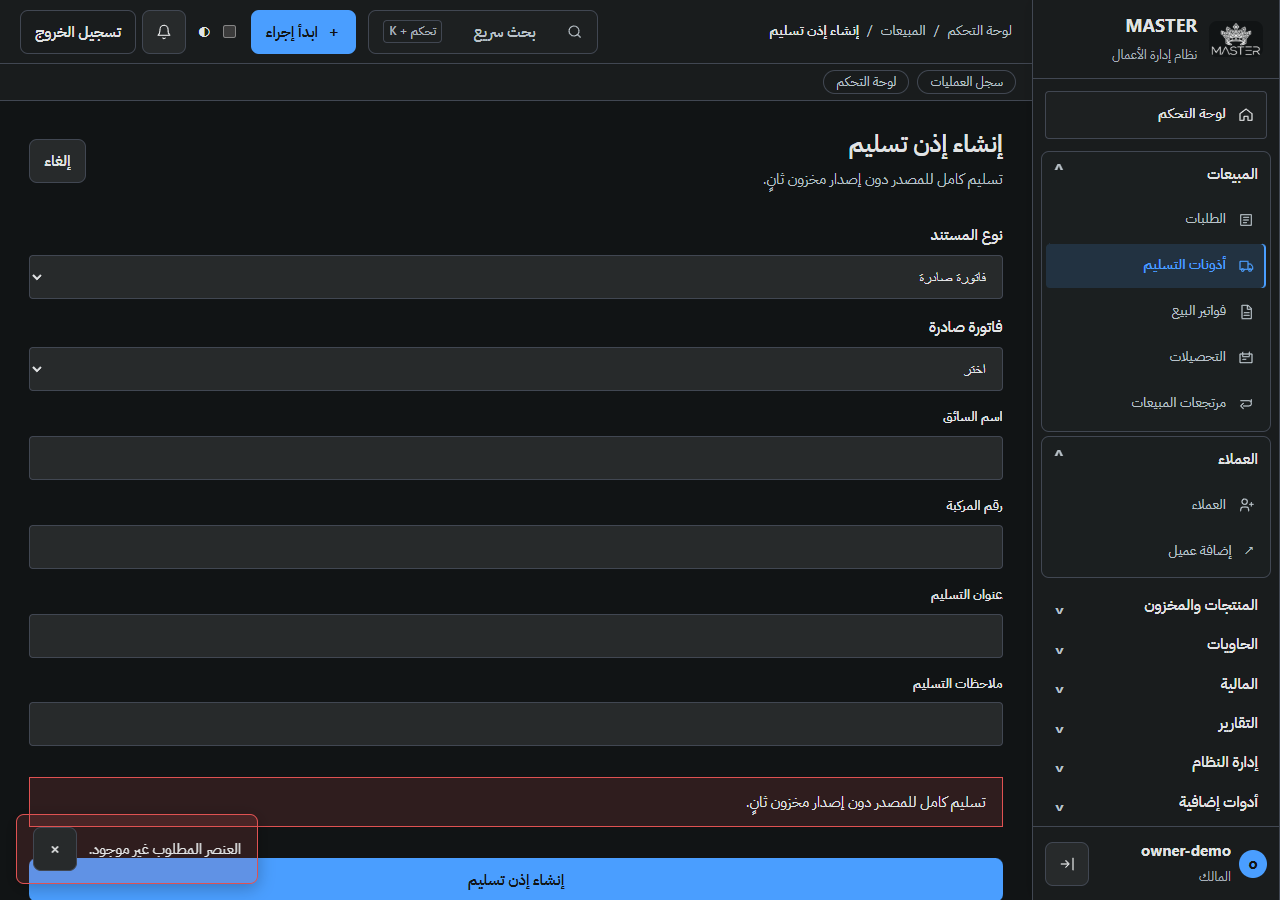 MASTER
نظام إدارة الأعمال
MASTER
لوحة التحكم
المبيعات
الطلبات
أذونات التسليم
فواتير البيع
التحصيلات
مرتجعات المبيعات
العملاء
العملاء
إضافة عميل
المنتجات والمخزون
الحاويات
المالية
التقارير
إدارة النظام
أدوات إضافية
owner-demo
المالك
o
لوحة التحكم / المبيعات / إنشاء إذن تسليم
بحث سريع
تحكم + K
+ ابدأ إجراء
تسجيل الخروج
سجل العمليات
لوحة التحكم
إنشاء إذن تسليم
تسليم كامل للمصدر دون إصدار مخزون ثانٍ.
إلغاء
نوع المستند
فاتورة صادرة
فاتورة صادرة
اختر
اسم السائق
رقم المركبة
عنوان التسليم
ملاحظات التسليم
تسليم كامل للمصدر دون إصدار مخزون ثانٍ.
العنصر المطلوب غير موجود.
×
إنشاء إذن تسليم